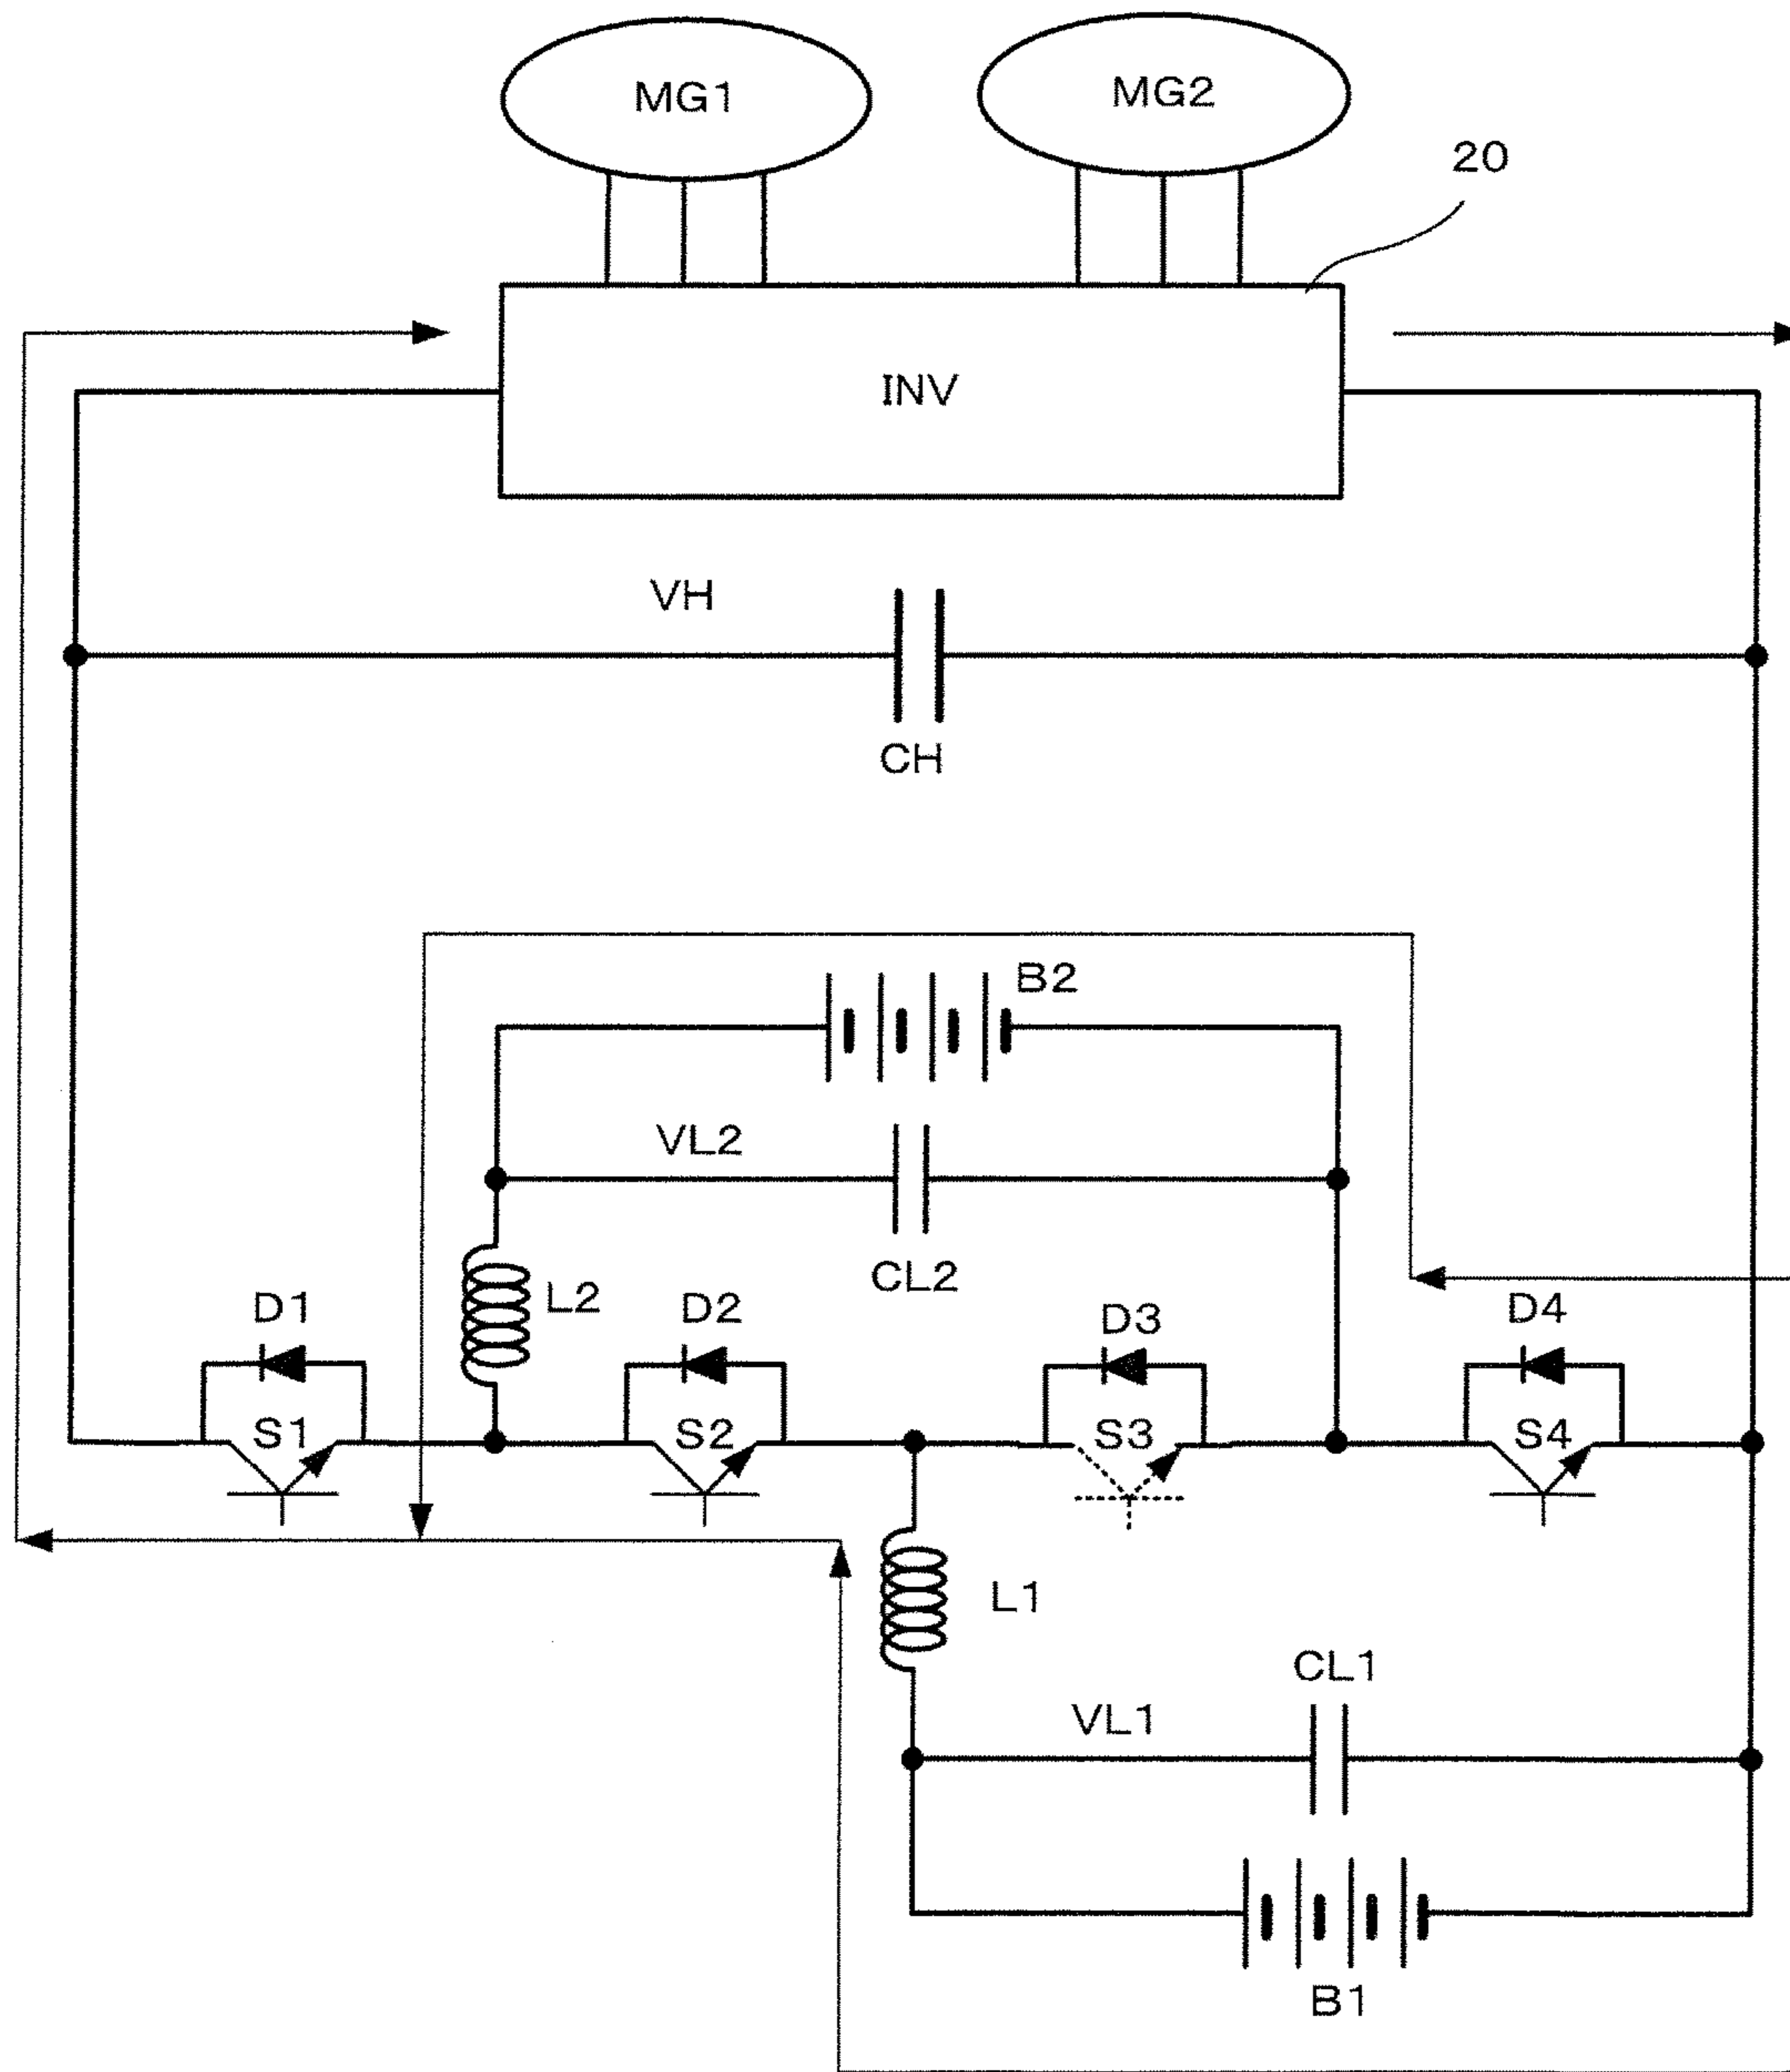 MG1
MG2
20
INV
VH
CH
B2
VL2
CL2
L2
D1
D2
D3
D4
S1
S2
S3
S4
L1
CL1
VL1
B1